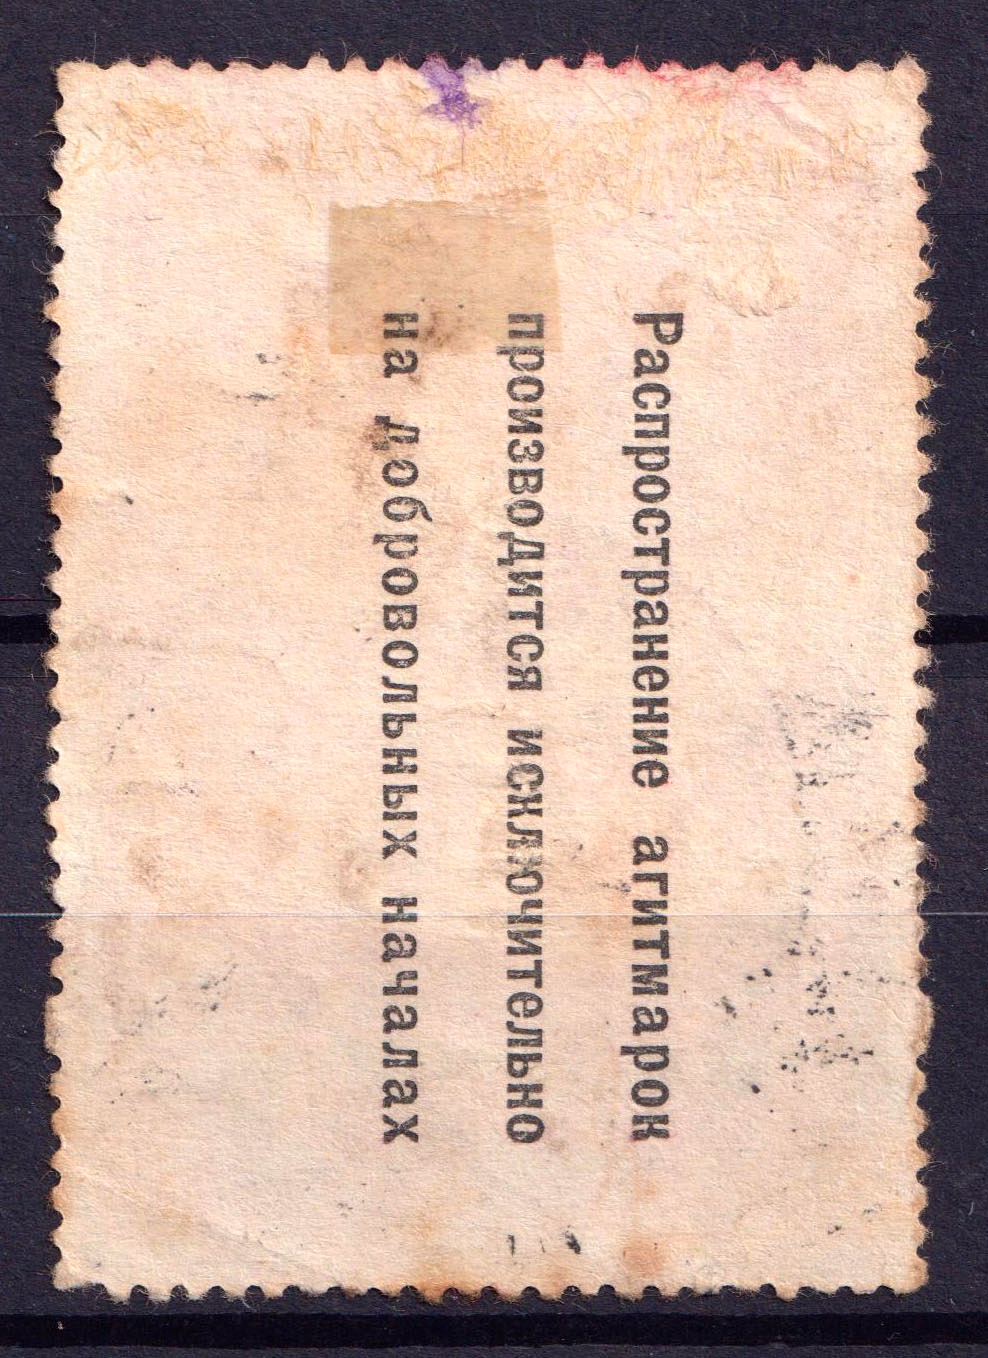 Распространение агитмарок
производится исключительно
на добровольных началах